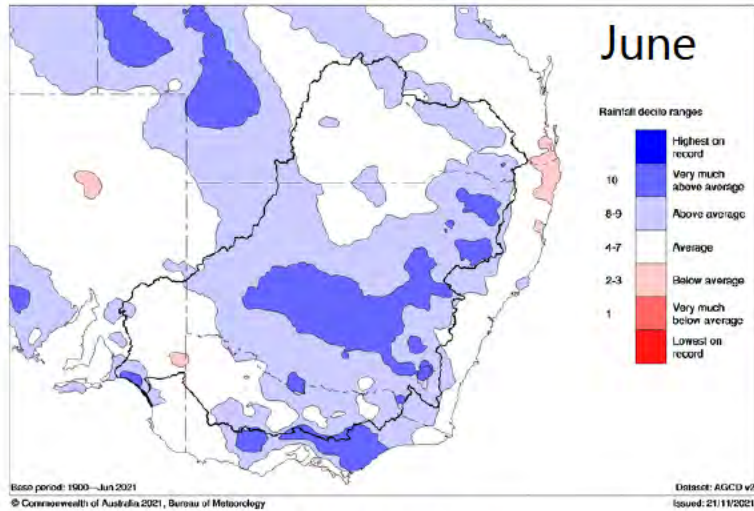 June
Rainfall decile ranges
Highest on
record
10
Very much
above average
8-9
Above average
4-7
Average
2-3
Below average
1
Very much
below average
Lowest on
record
Base period: 1900—Jun 2021
Dataset: AGCD v2
© Commonwealth of Australia 2021, Bureau of Meteorology
Issued: 21/11/2021